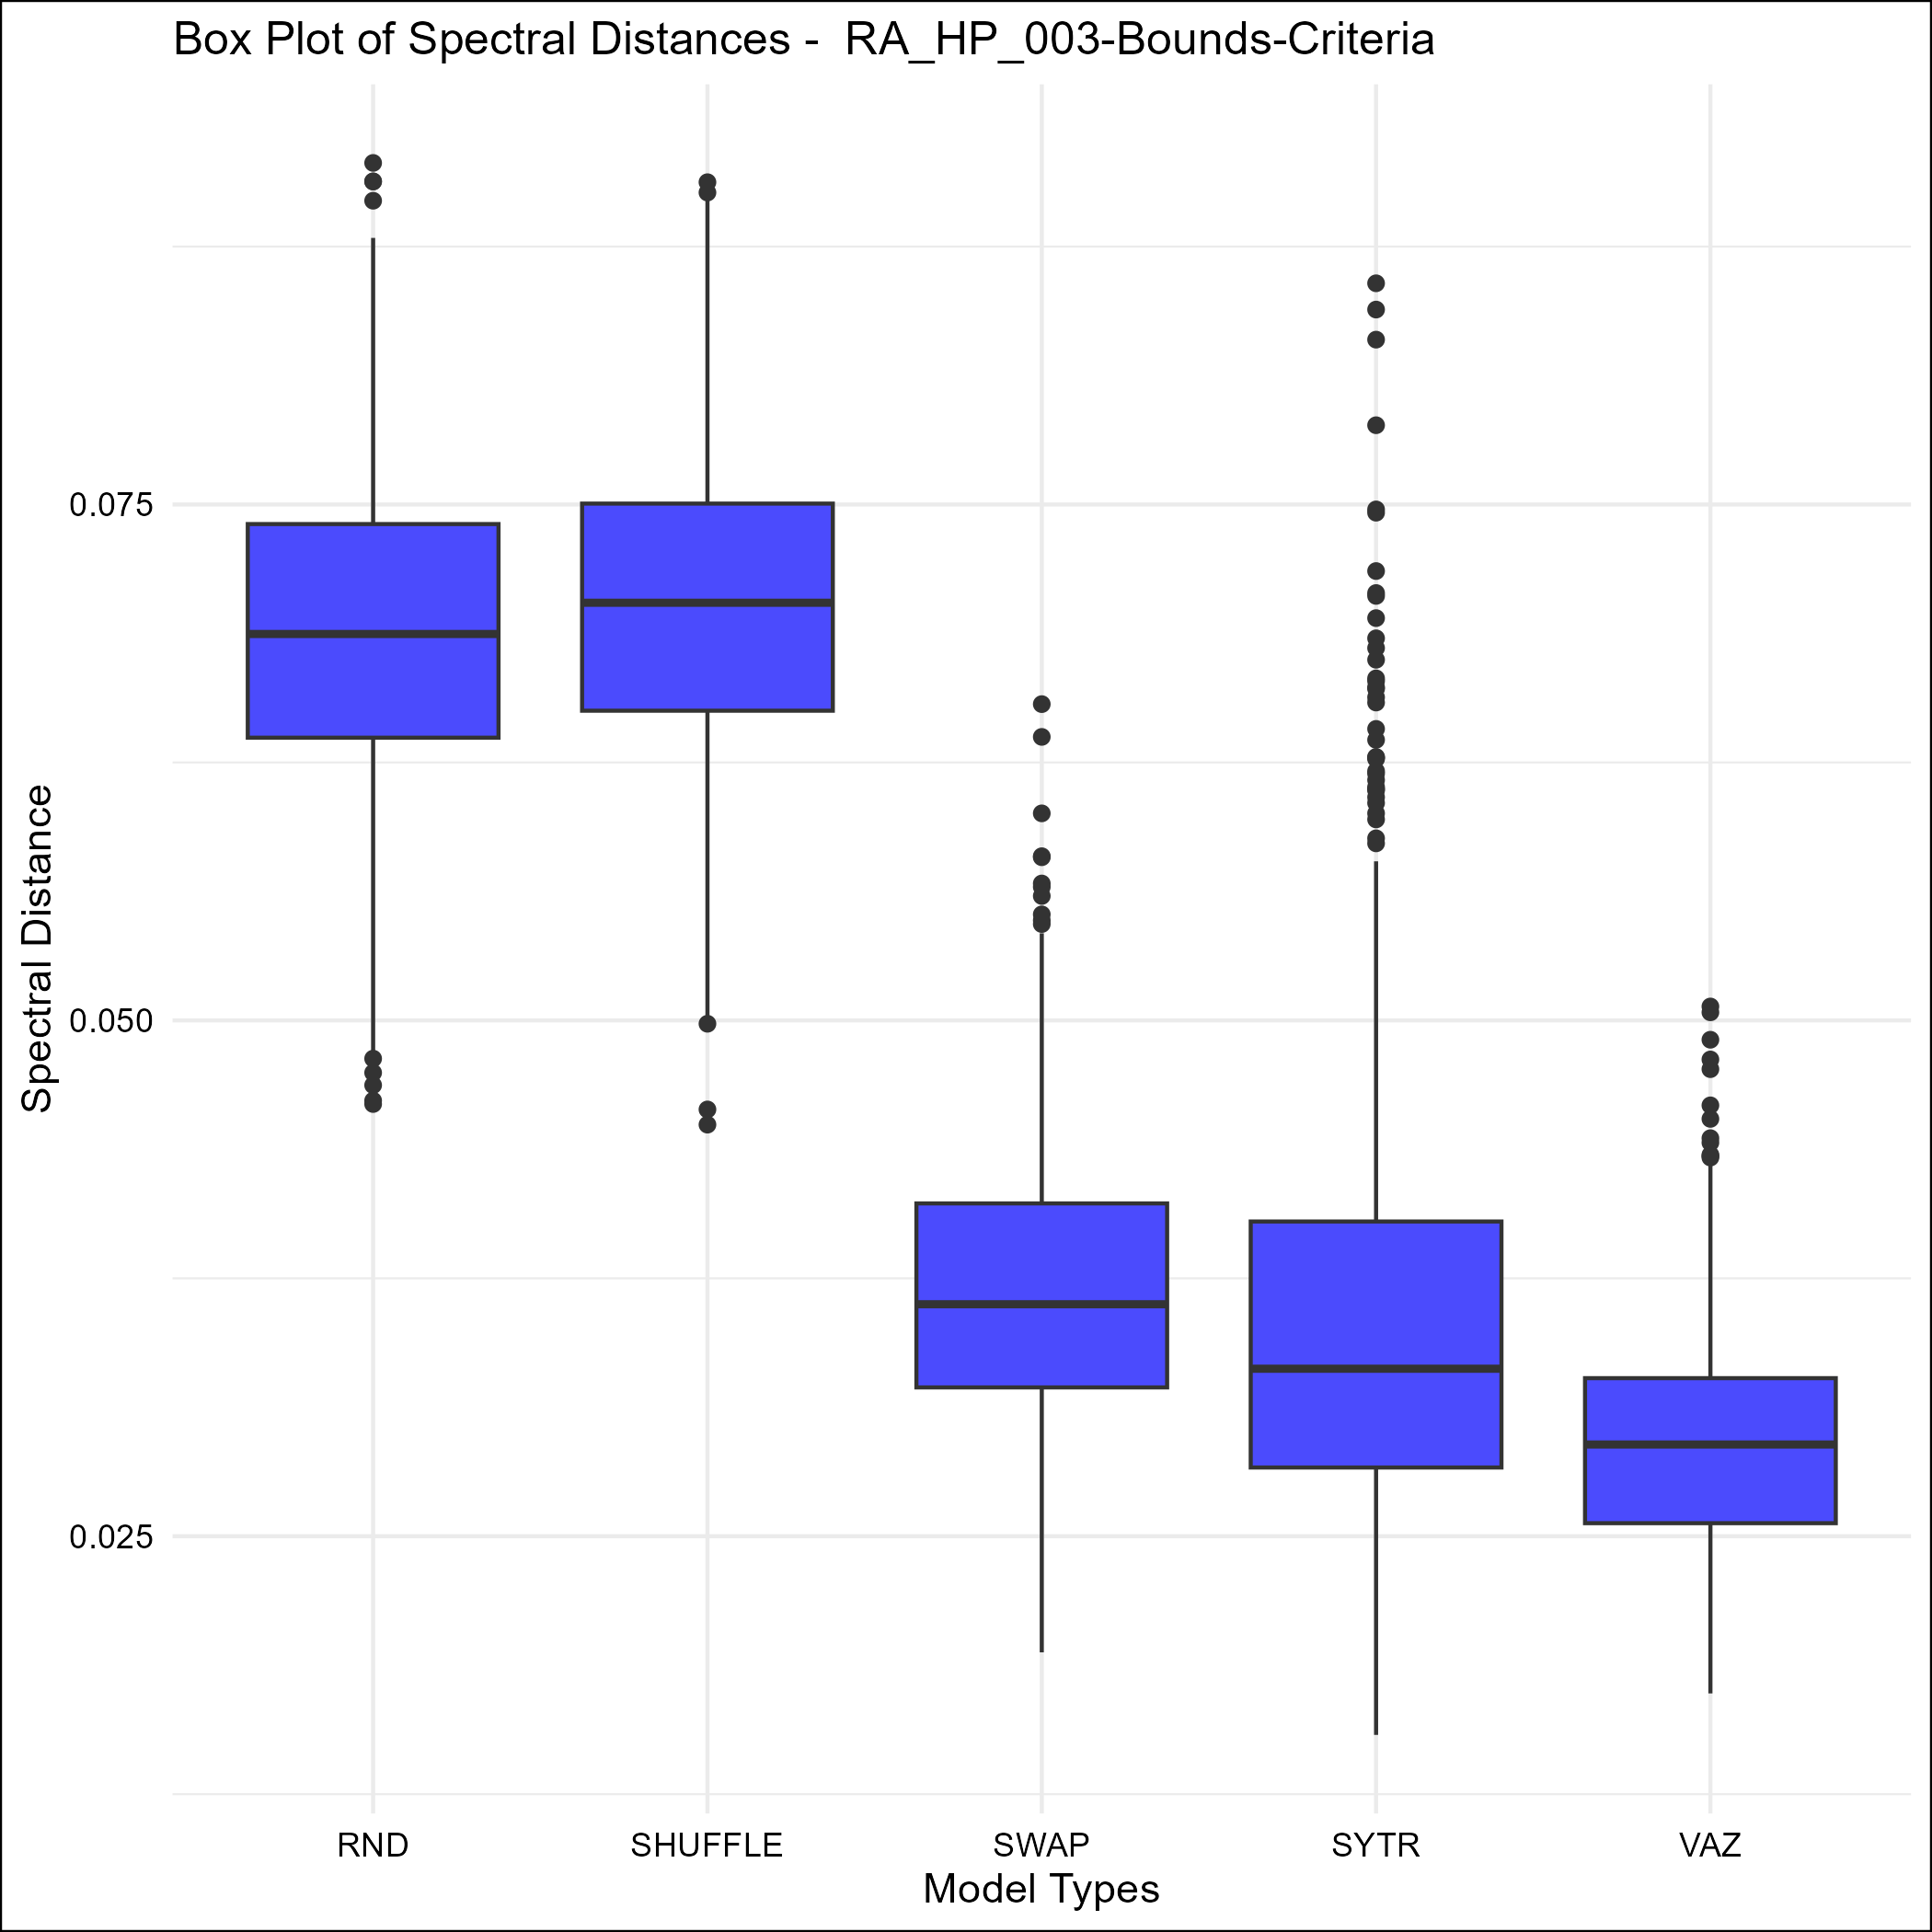 Box Plot of Spectral Distances -  RA_HP_003-Bounds-Criteria
Spectral Distance
0.075
0.050
0.025
RND SHUFFLE SWAP SYTR VAZ
Model Types